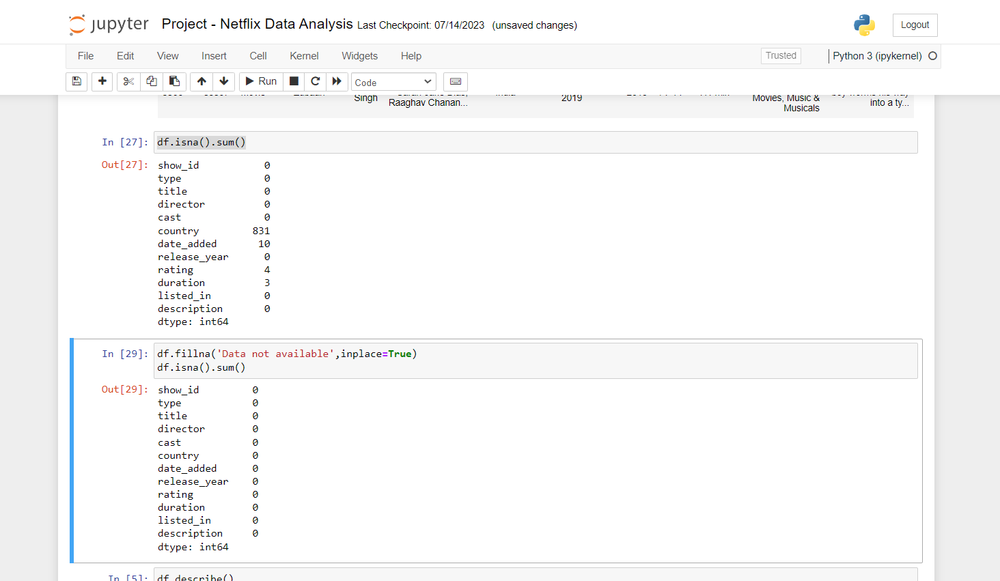 jupyter Project - Netflix Data Analysis Last Checkpoint: 07/14/2023 (unsaved changes)
Logout
File Edit View Insert Cell Kernel Widgets Help
Trusted Python 3 (ipykernel)
Run Code
Singh Raaghav Chanan... 2019 Movies, Music & Musicals into a ty...
In [27]: df.isna().sum()
Out[27]: show_id 0
type 0
title 0
director 0
cast 0
country 831
date_added 10
release_year 0
rating 4
duration 3
listed_in 0
description 0
dtype: int64
In [29]: df.fillna('Data not available',inplace=True)
df.isna().sum()
Out[29]: show_id 0
type 0
title 0
director 0
cast 0
country 0
date_added 0
release_year 0
rating 0
duration 0
listed_in 0
description 0
dtype: int64
In [5]: df.describe()